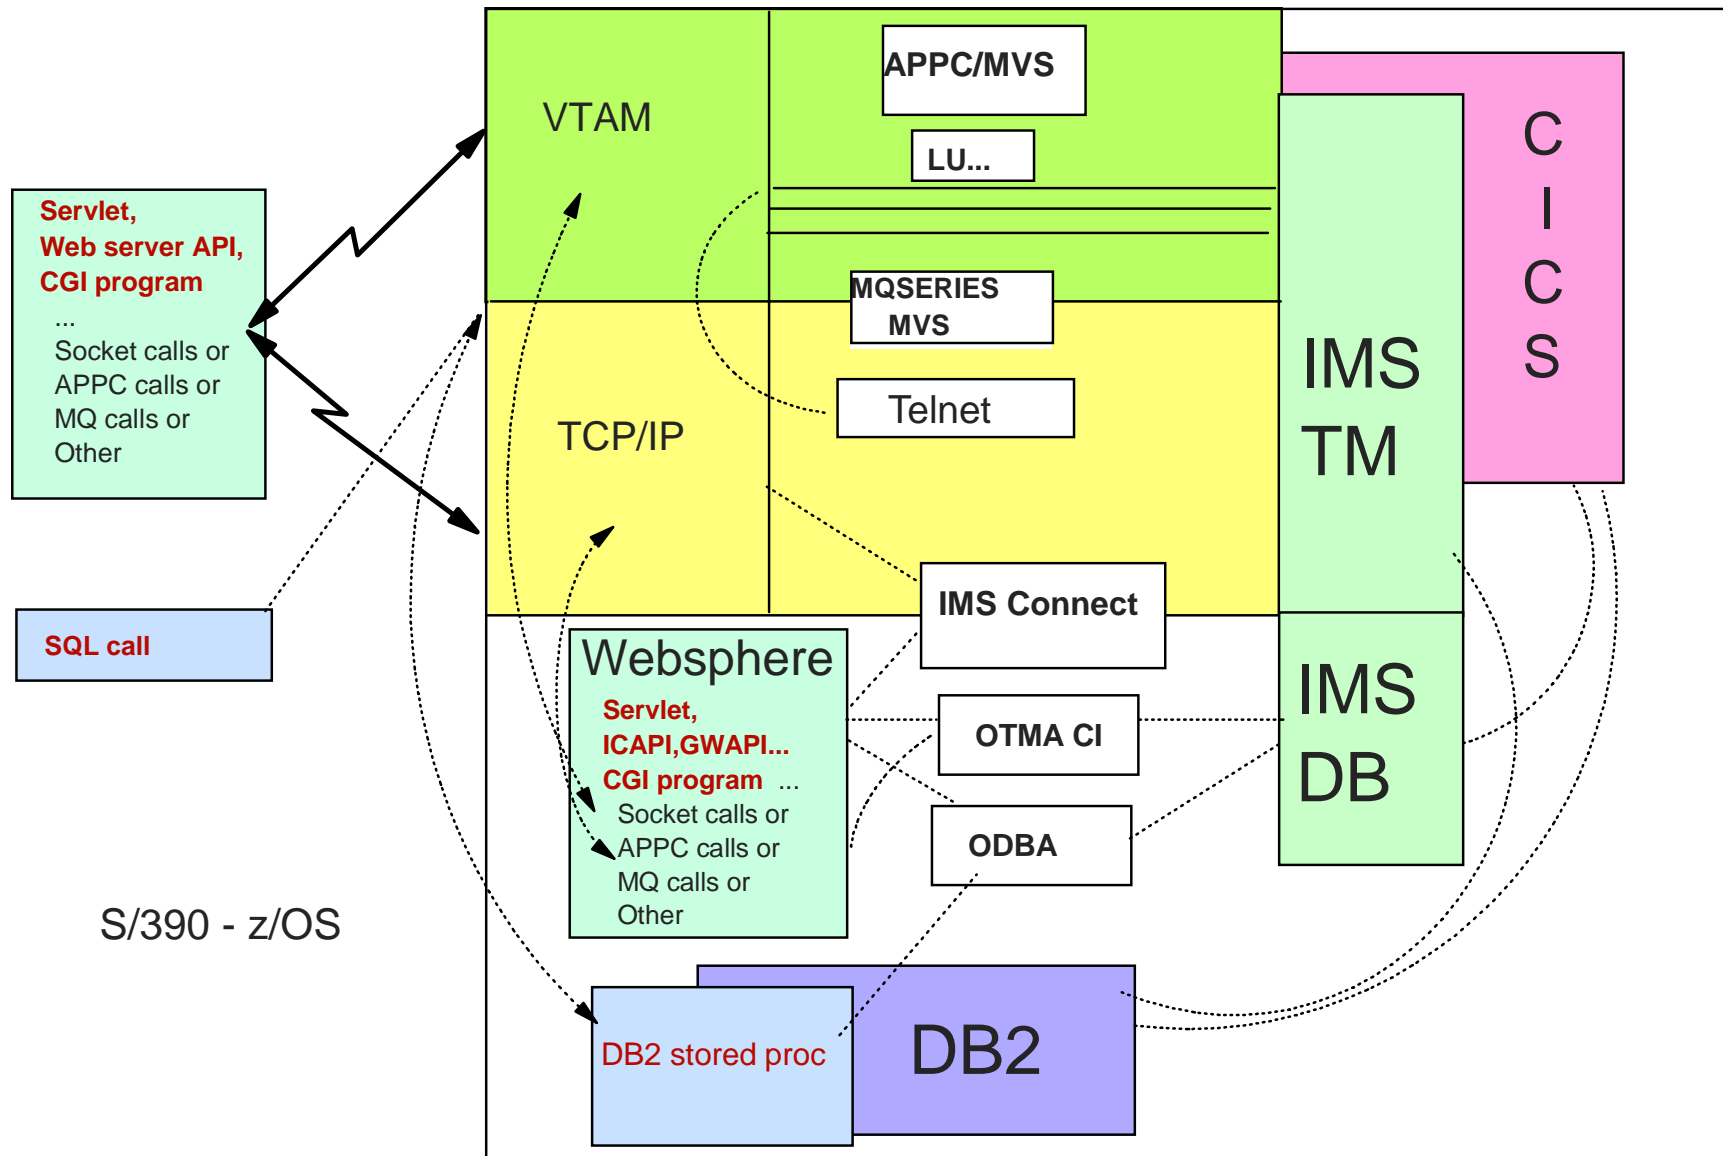 VTAM
APPC/MVS
LU...
C
I
C
S
Servlet,
Web server API,
CGI program
...
Socket calls or
APPC calls or
MQ calls or
Other
MQSERIES
MVS
Telnet
TCP/IP
IMS
TM
SQL call
IMS Connect
Websphere
Servlet,
ICAPI,GWAPI...
CGI program ...
Socket calls or
APPC calls or
MQ calls or
Other
OTMA CI
ODBA
IMS
DB
S/390 - z/OS
DB2 stored proc
DB2